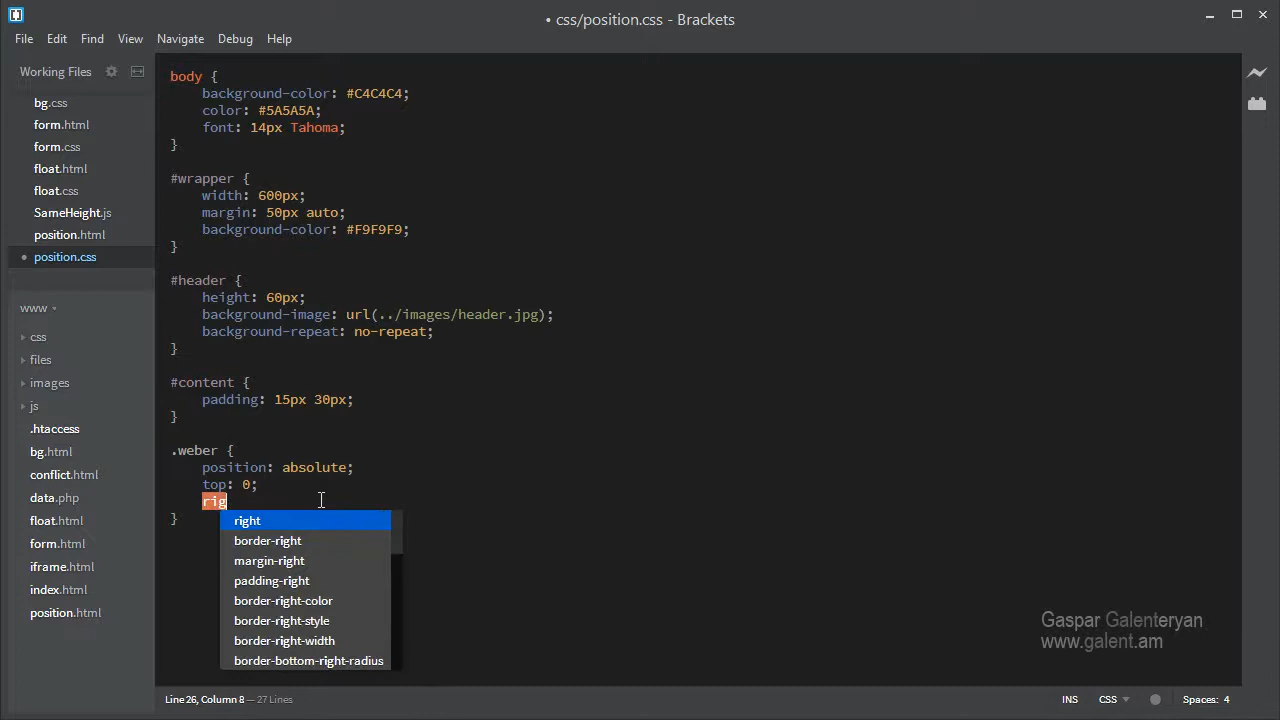 • css/position.css - Brackets
File Edit Find View Navigate Debug Help
Working Files
bg.css
form.html
form.css
float.html
float.css
SameHeight.js
position.html
• position.css
www
css
files
images
js
.htaccess
bg.html
conflict.html
data.php
float.html
form.html
iframe.html
index.html
position.html
body {
    background-color: #C4C4C4;
    color: #5A5A5A;
    font: 14px Tahoma;
}
#wrapper {
    width: 600px;
    margin: 50px auto;
    background-color: #F9F9F9;
}
#header {
    height: 60px;
    background-image: url(../images/header.jpg);
    background-repeat: no-repeat;
}
#content {
    padding: 15px 30px;
}
.weber {
    position: absolute;
    top: 0;
    rig
}
right
border-right
margin-right
padding-right
border-right-color
border-right-style
border-right-width
border-bottom-right-radius
Gaspar Galenteryan
www.galent.am
Line 26, Column 8 — 27 Lines
INS CSS Spaces: 4